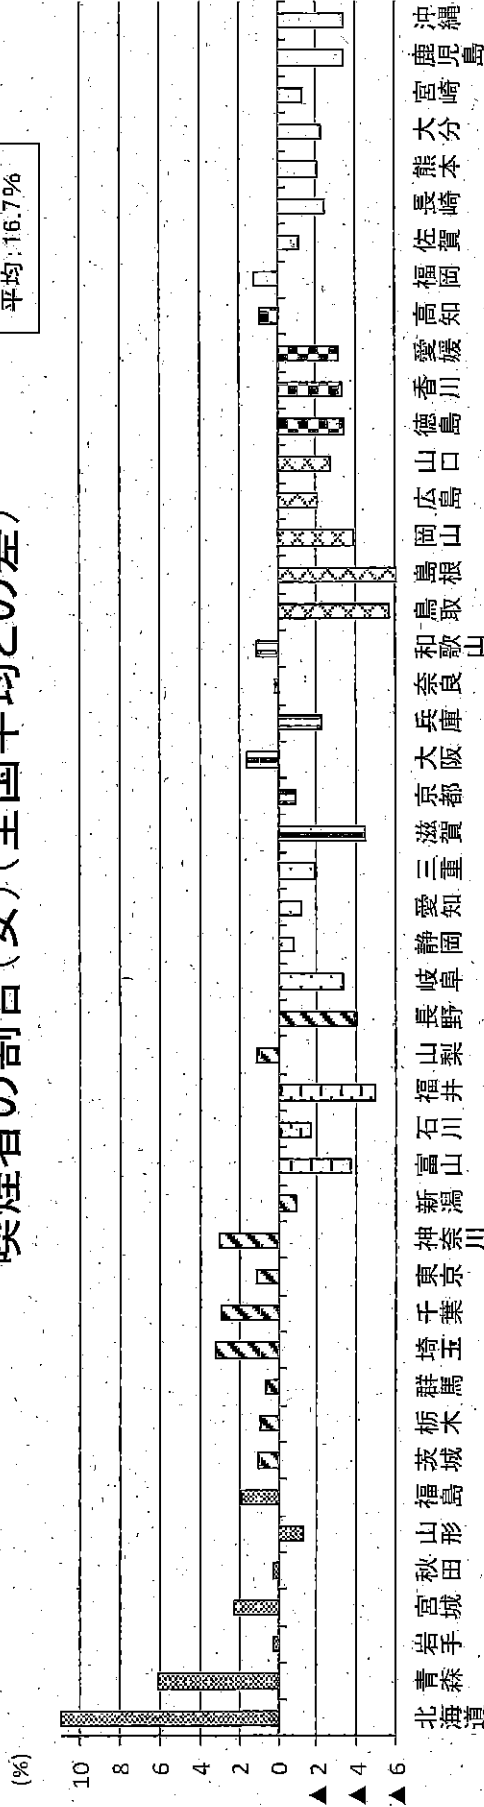 喫煙者の割合(女)(全国平均との差)
平均:16.7%
(%)
10
8
6
4
2
0
▲ 2
▲ 4
▲ 6
北海道
青森
岩手
宮城
秋田
山形
福島
茨城
栃木
群馬
埼玉
千葉
東京
神奈川
新潟
富山
石川
福井
山梨
長野
岐阜
静岡
愛知
三重
滋賀
京都
大阪
兵庫
奈良
和歌山
鳥取
島根
岡山
広島
山口
徳島
香川
愛媛
高知
福岡
佐賀
長崎
熊本
大分
宮崎
鹿児島
沖縄